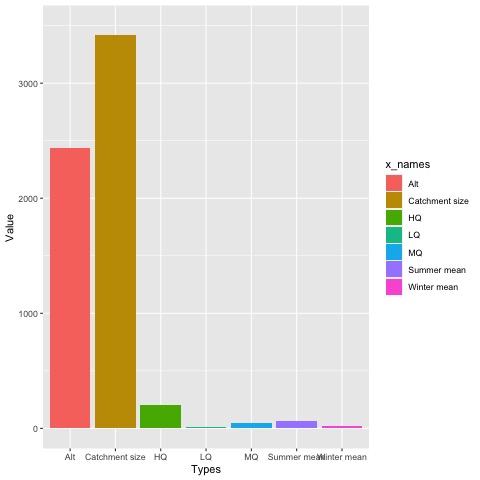 Value
3000
2000
1000
0
Alt Catchment size HQ LQ MQ Summer mean Winter mean
Types
x_names
Alt
Catchment size
HQ
LQ
MQ
Summer mean
Winter mean